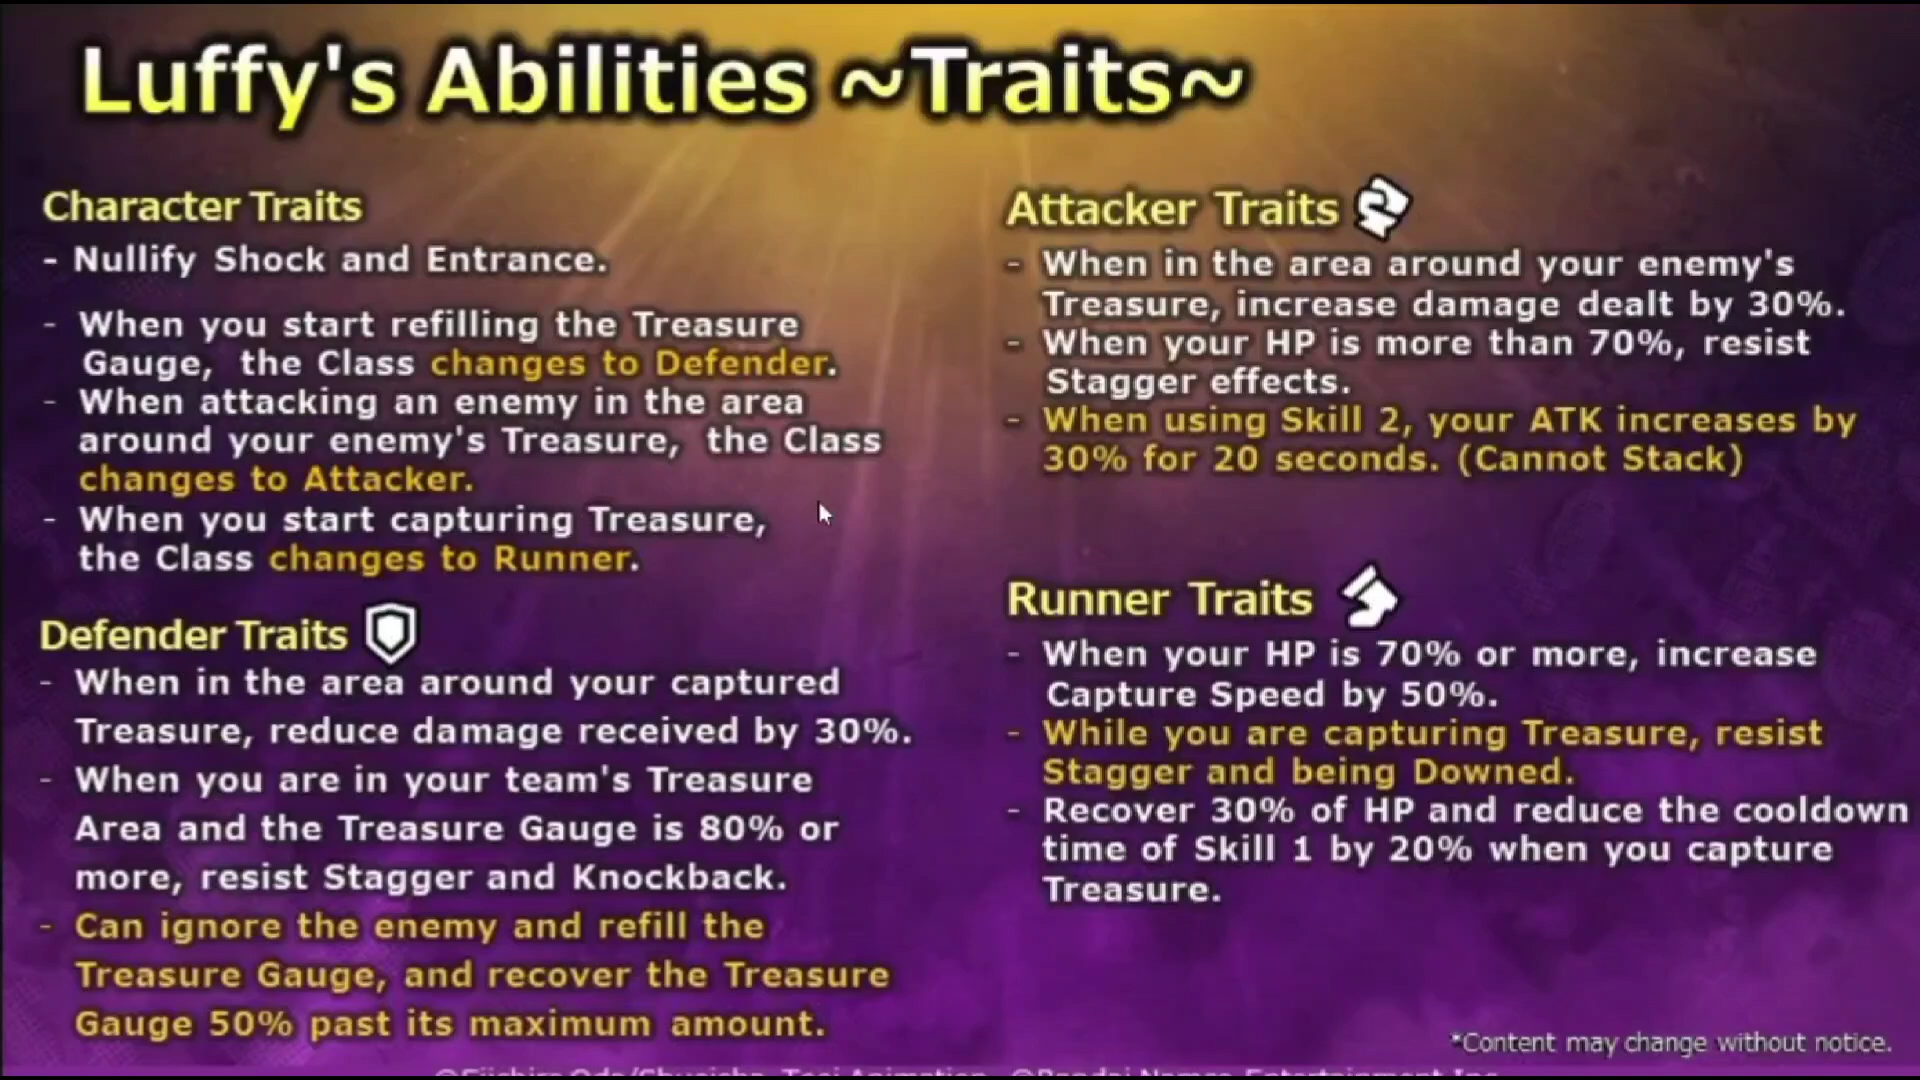 Luffy's Abilities ~Traits~
Character Traits
- Nullify Shock and Entrance.
- When you start refilling the Treasure
Gauge, the Class changes to Defender.
- When attacking an enemy in the area
around your enemy's Treasure, the Class
changes to Attacker.
- When you start capturing Treasure,
the Class changes to Runner.
Defender Traits
- When in the area around your captured
Treasure, reduce damage received by 30%.
- When you are in your team's Treasure
Area and the Treasure Gauge is 80% or
more, resist Stagger and Knockback.
- Can ignore the enemy and refill the
Treasure Gauge, and recover the Treasure
Gauge 50% past its maximum amount.
Attacker Traits
- When in the area around your enemy's
Treasure, increase damage dealt by 30%.
- When your HP is more than 70%, resist
Stagger effects.
- When using Skill 2, your ATK increases by
30% for 20 seconds. (Cannot Stack)
Runner Traits
- When your HP is 70% or more, increase
Capture Speed by 50%.
- While you are capturing Treasure, resist
Stagger and being Downed.
- Recover 30% of HP and reduce the cooldown
time of Skill 1 by 20% when you capture
Treasure.
*Content may change without notice.
©Eiichiro Oda/Shueisha, Toei Animation ©Bandai Namco Entertainment Inc.